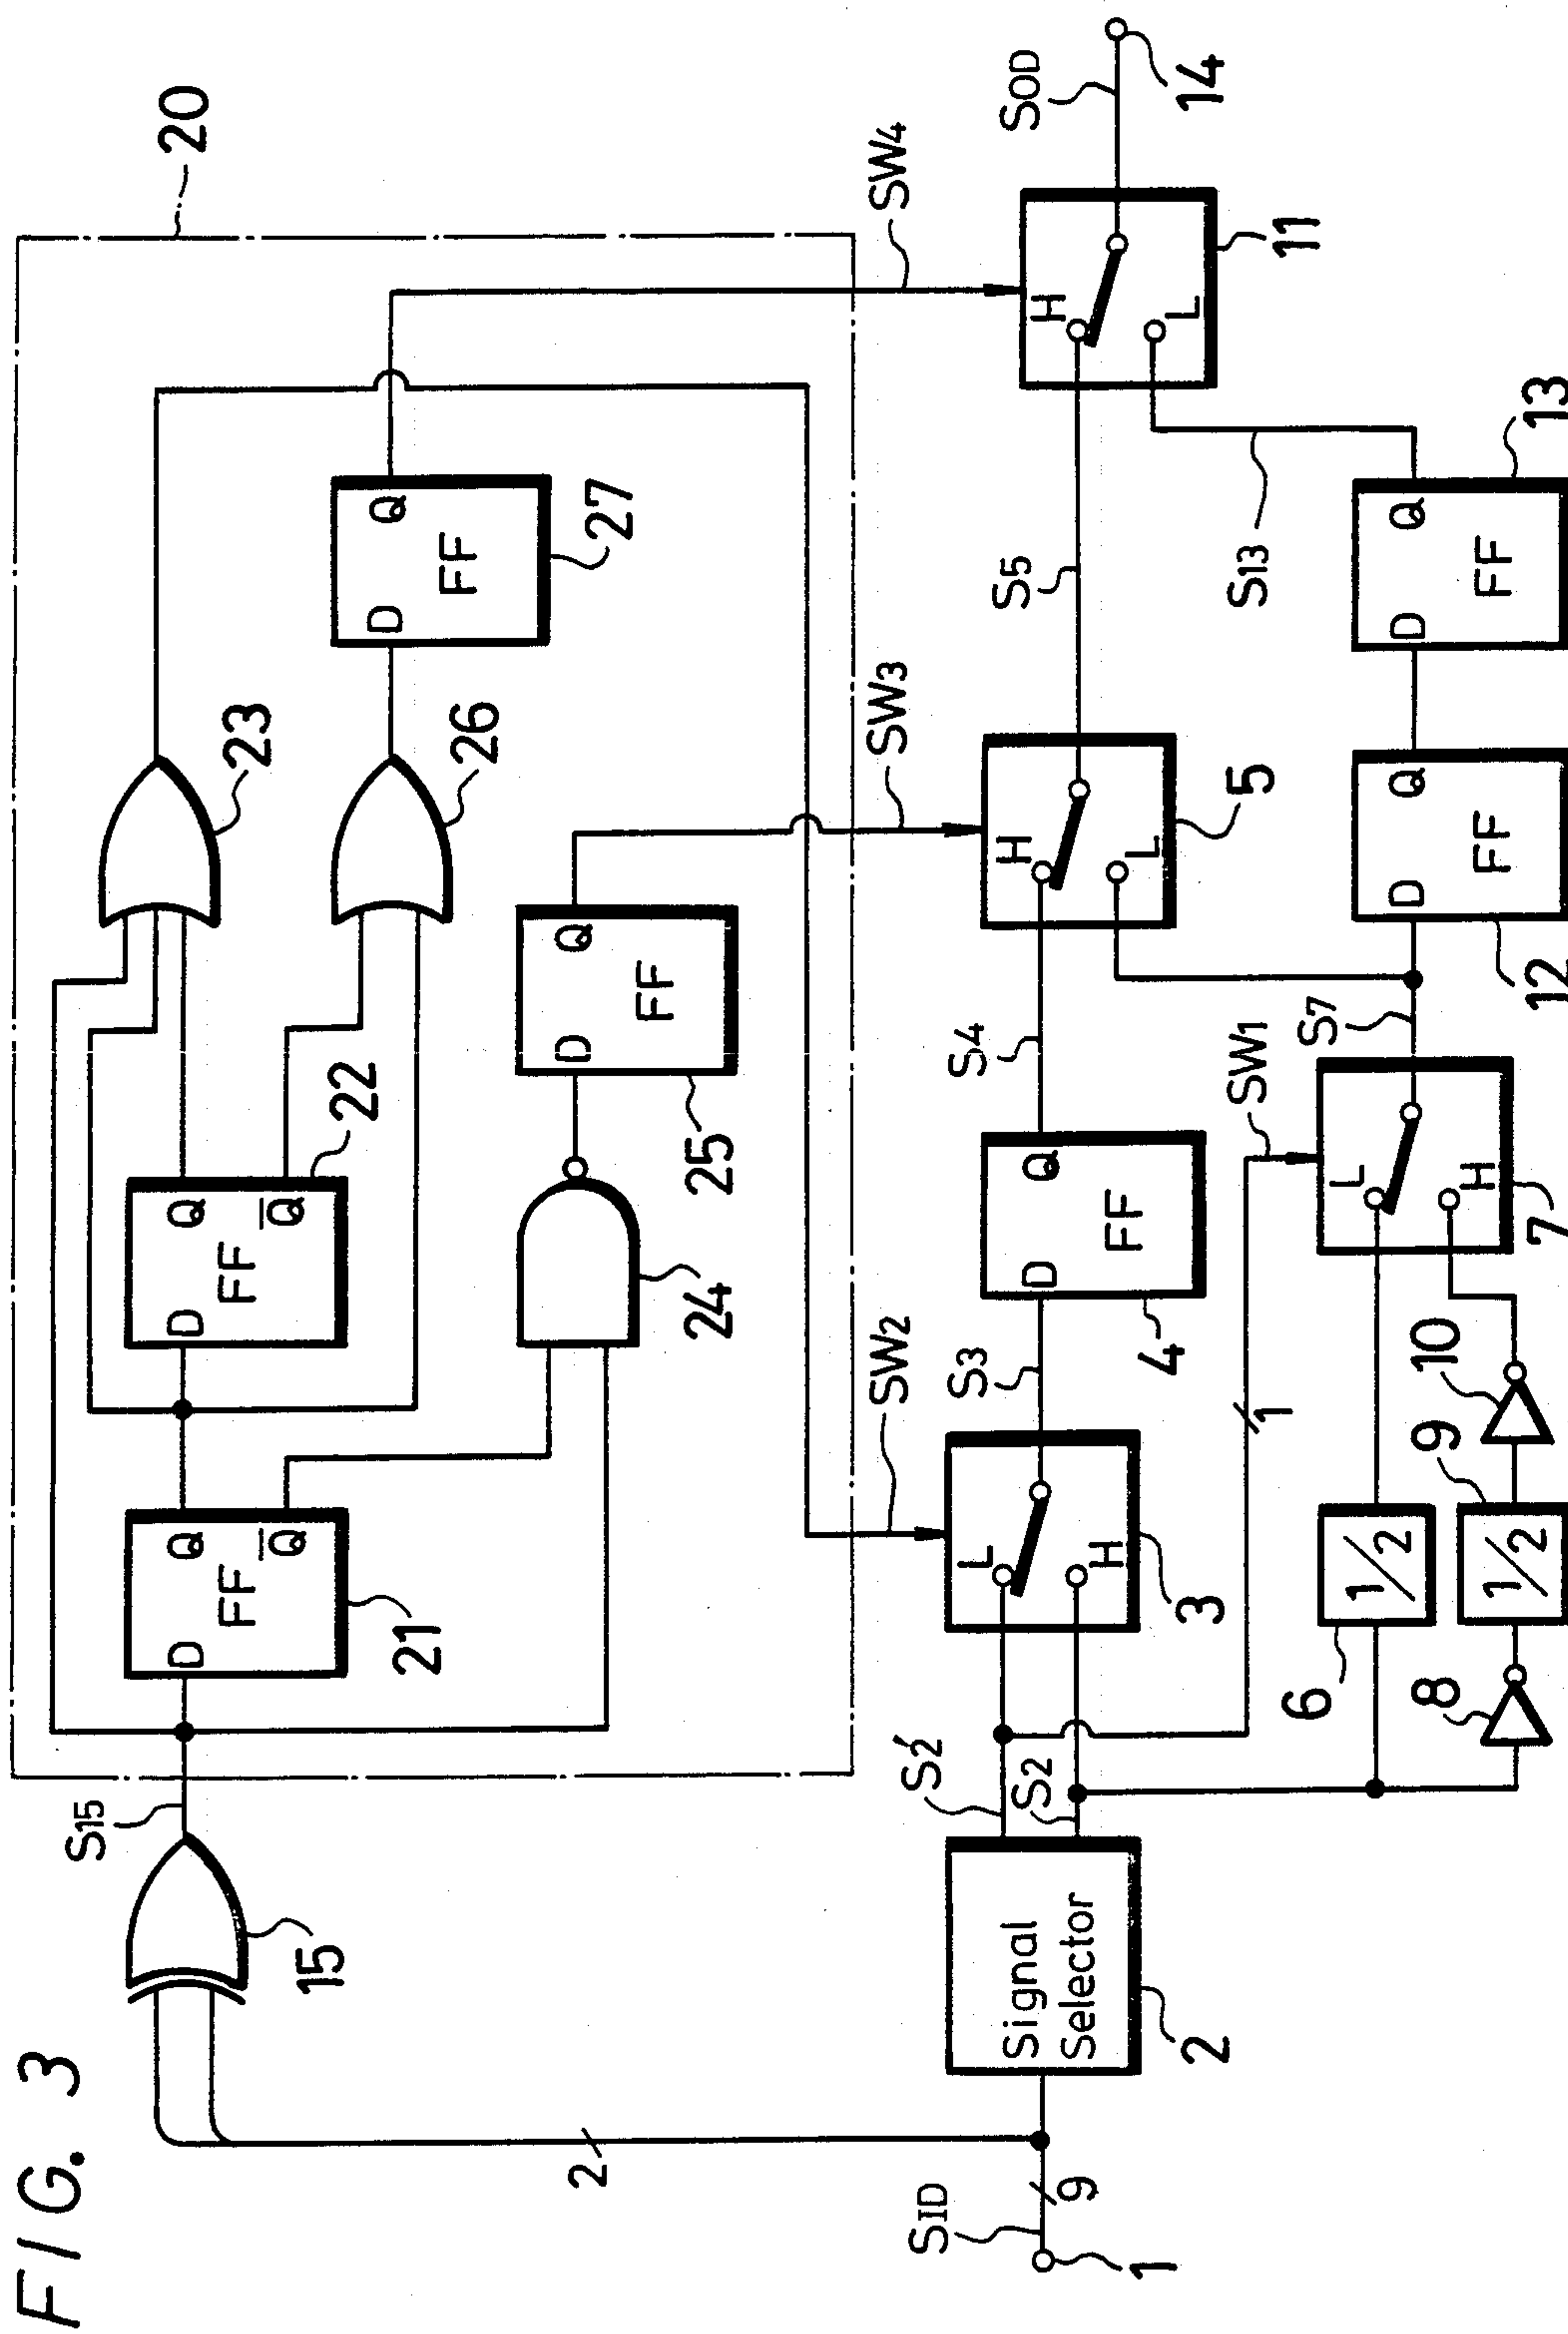 FIG. 3
20
S15
15
D
Q
Q̅
FF
21
D
Q
Q̅
FF
22
23
26
24
D
Q
FF
25
D
Q
FF
27
2
SW2
SW3
SW4
SID
9
1
Signal
Selector
2
S2'
S2
L
H
3
S3
D
Q
FF
4
S4
H
L
5
S5
H
L
11
SOD
14
1
SW1
6
1/2
8
1/2
9
10
L
H
7
S7
D
Q
FF
12
D
Q
FF
13
S13